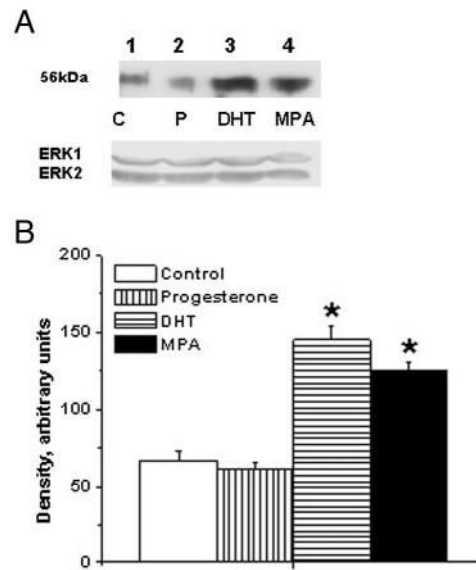 A
1 2 3 4
56kDa
C P DHT MPA
ERK1
ERK2
B
200
150
100
50
0
Density, arbitrary units
Control
Progesterone
DHT
MPA
* *